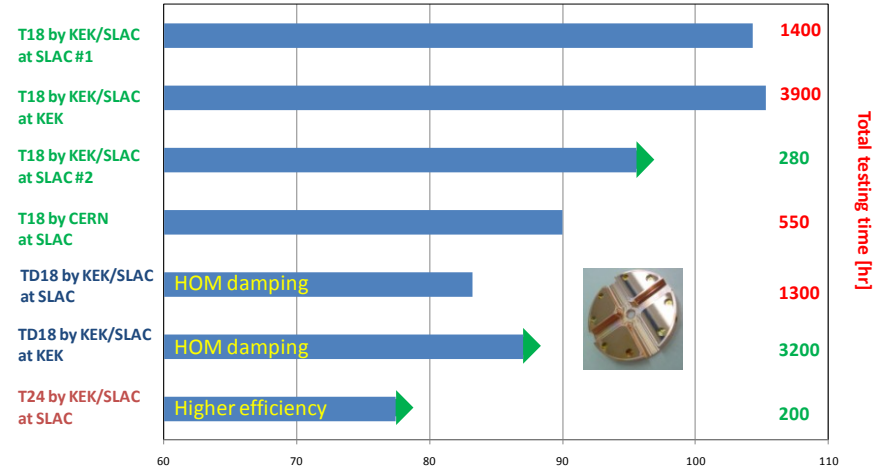 T18 by KEK/SLAC
at SLAC #1
1400
T18 by KEK/SLAC
at KEK
3900
T18 by KEK/SLAC
at SLAC #2
280
T18 by CERN
at SLAC
550
TD18 by KEK/SLAC
at SLAC
HOM damping
1300
TD18 by KEK/SLAC
at KEK
HOM damping
3200
T24 by KEK/SLAC
at SLAC
Higher efficiency
200
Total testing time [hr]
60 70 80 90 100 110